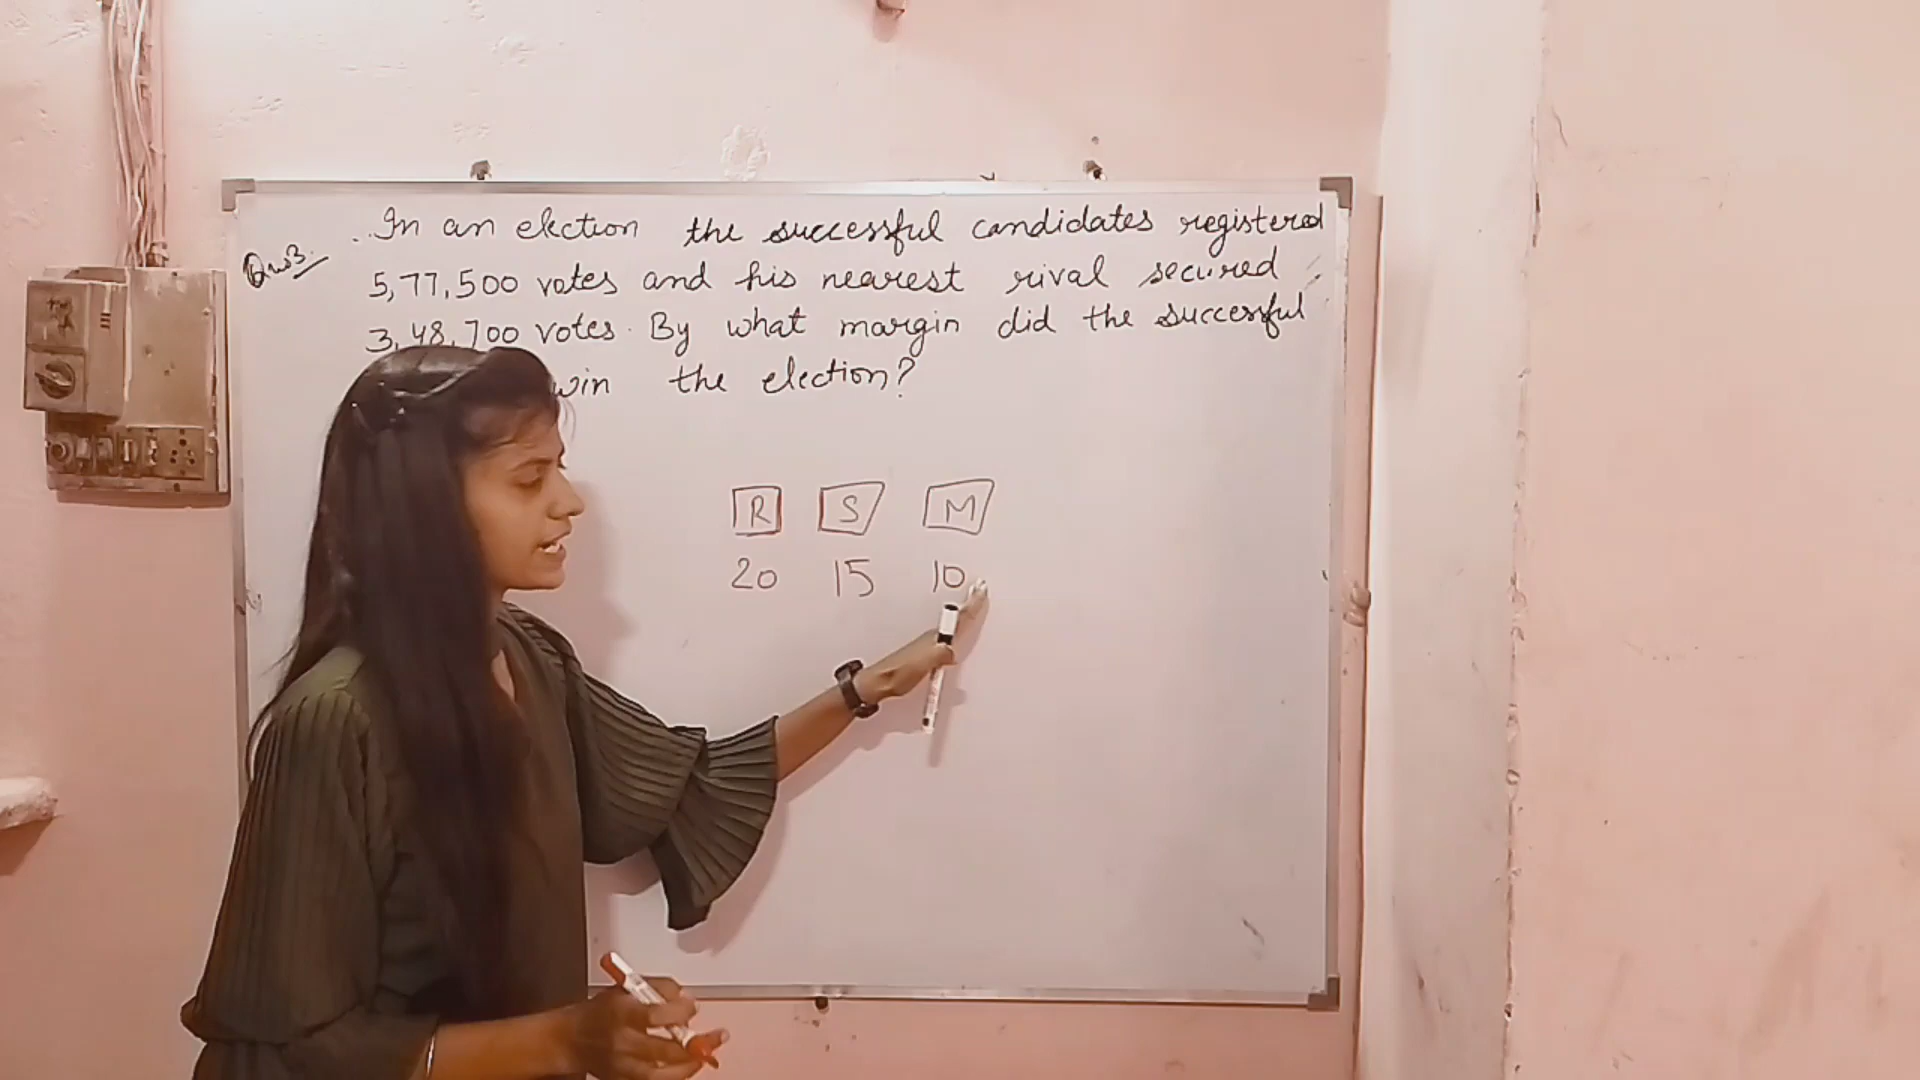 Qus3. In an election the successful candidates registered
5,77,500 votes and his nearest rival secured
3,48,700 votes. By what margin did the successful
win the election?
R S M
20 15 10